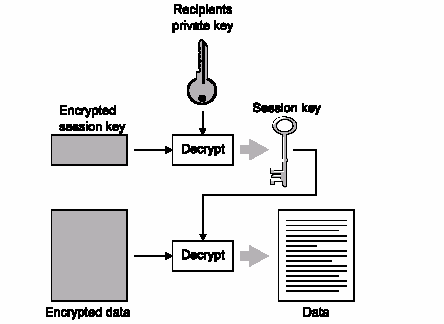 Recipients
private key
Encrypted
session key
Session key
Decrypt
Decrypt
Encrypted data
Data